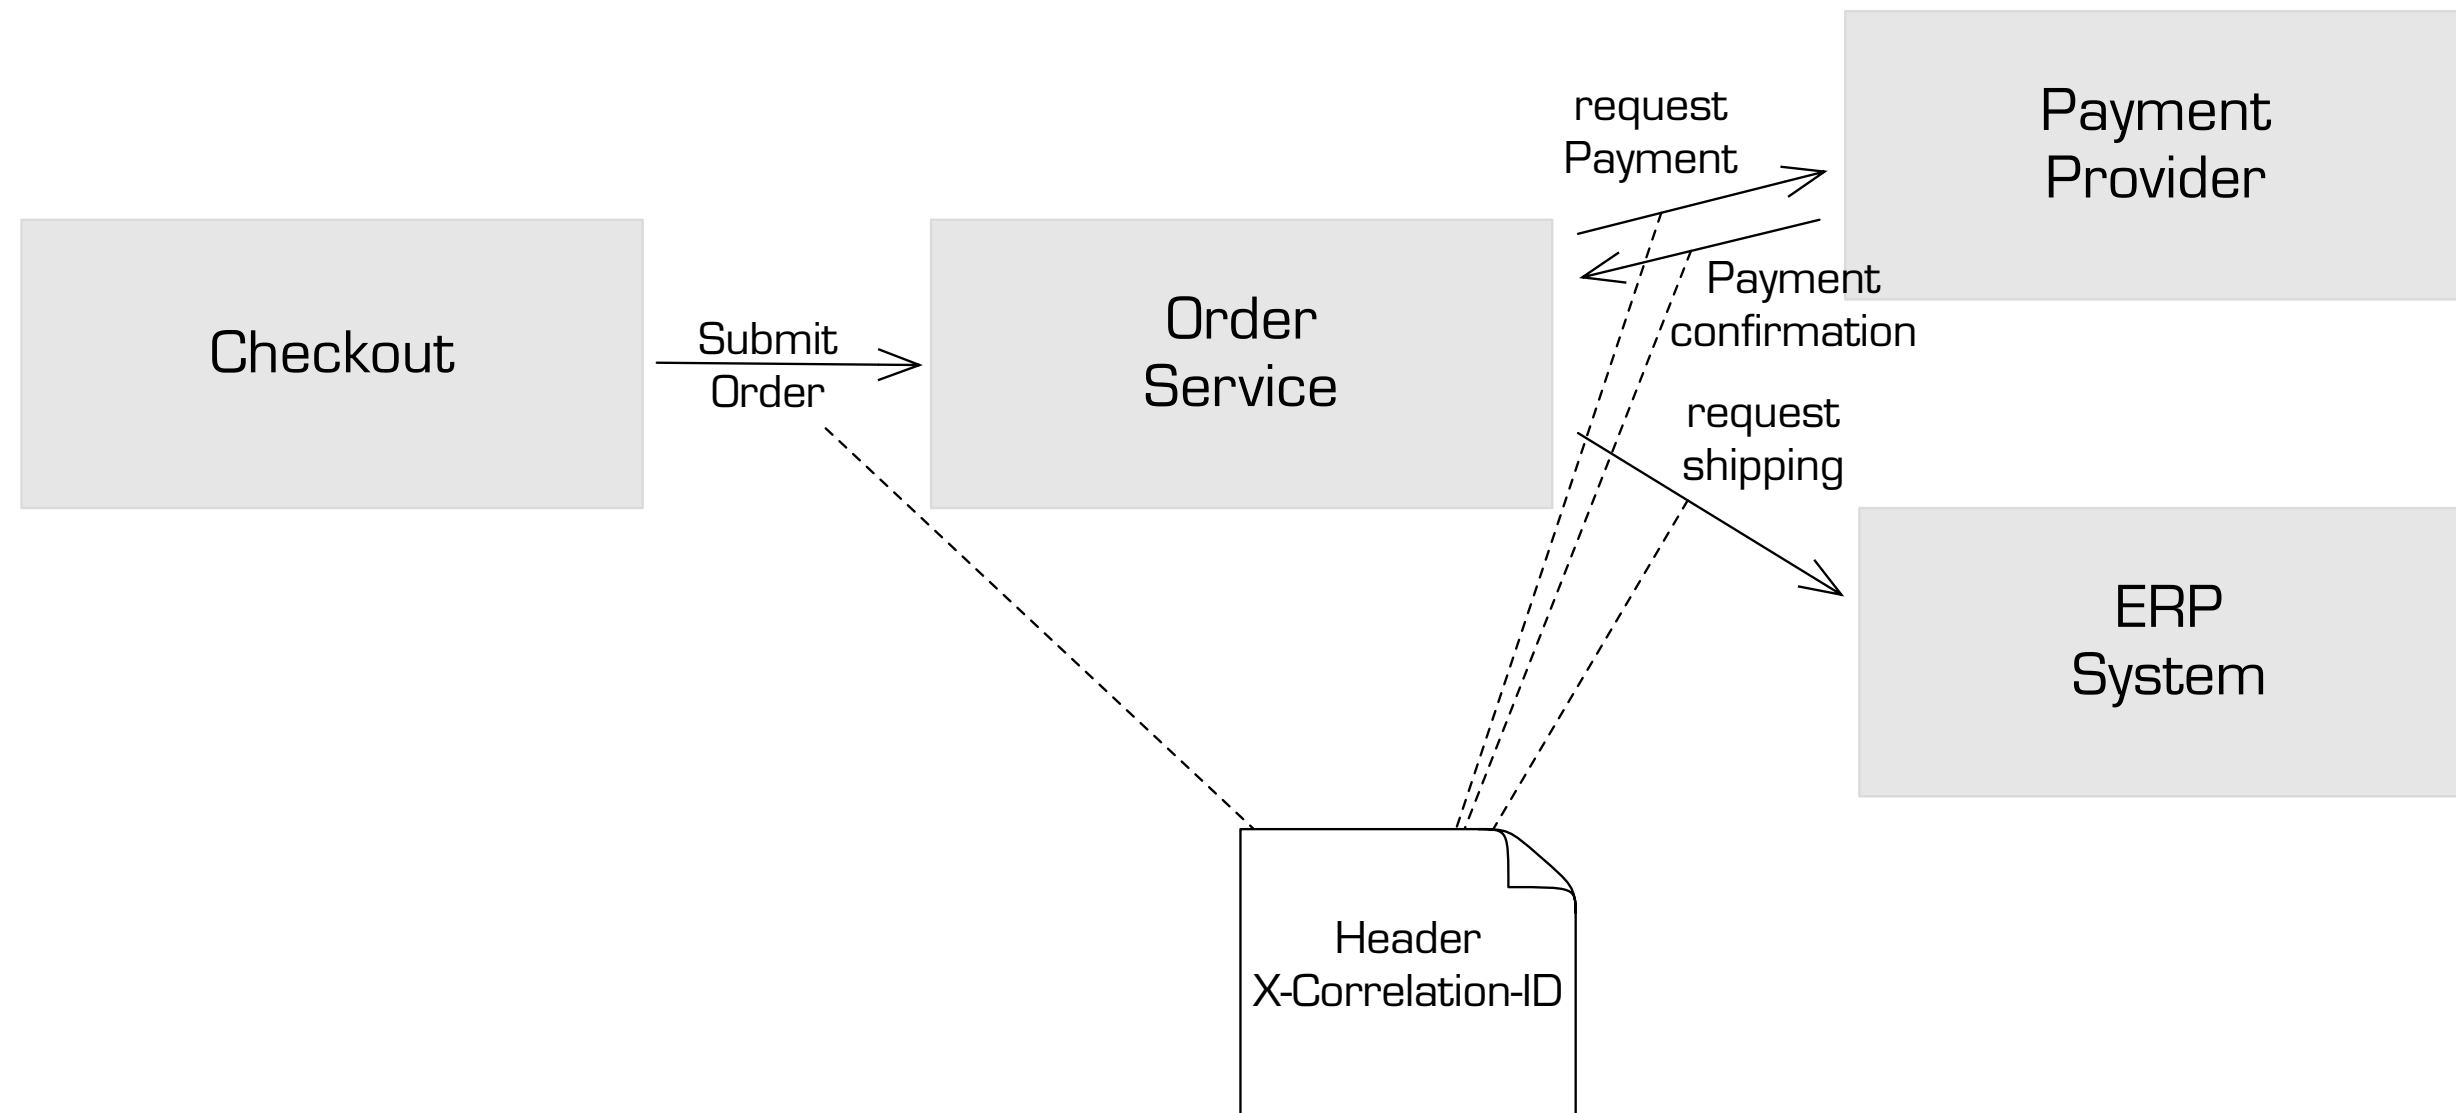 Checkout
Submit
Order
Order
Service
request
Payment
Payment
Provider
Payment
confirmation
request
shipping
ERP
System
Header
X-Correlation-ID